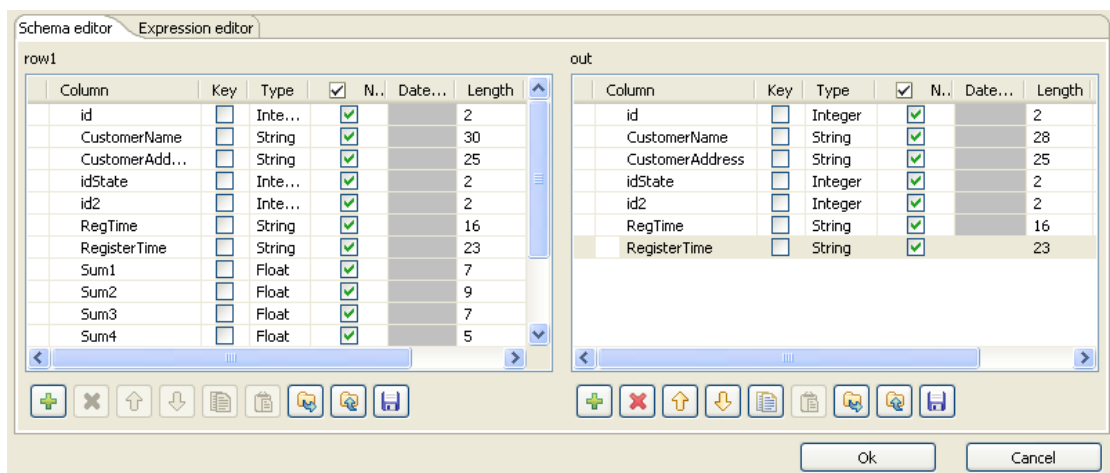 Schema editor Expression editor
row1
Column Key Type N.. Date... Length
id Inte... 2
CustomerName String 30
CustomerAdd... String 25
idState Inte... 2
id2 Inte... 2
RegTime String 16
RegisterTime String 23
Sum1 Float 7
Sum2 Float 9
Sum3 Float 7
Sum4 Float 5
out
Column Key Type N.. Date... Length
id Integer 2
CustomerName String 28
CustomerAddress String 25
idState Integer 2
id2 Integer 2
RegTime String 16
RegisterTime String 23
Ok Cancel